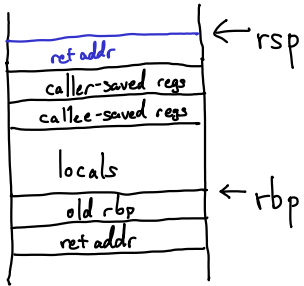 rsp
ret addr
caller-saved regs
callee-saved regs
locals
rbp
old rbp
ret addr